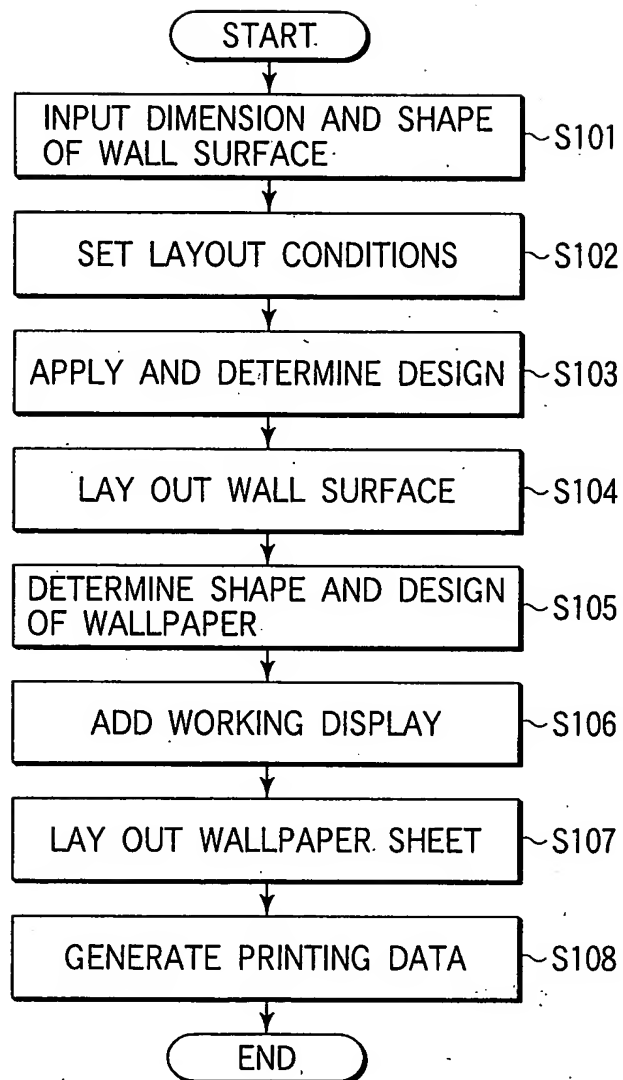 START
INPUT DIMENSION AND SHAPE
OF WALL SURFACE
S101
SET LAYOUT CONDITIONS
S102
APPLY AND DETERMINE DESIGN
S103
LAY OUT WALL SURFACE
S104
DETERMINE SHAPE AND DESIGN
OF WALLPAPER
S105
ADD WORKING DISPLAY
S106
LAY OUT WALLPAPER SHEET
S107
GENERATE PRINTING DATA
S108
END